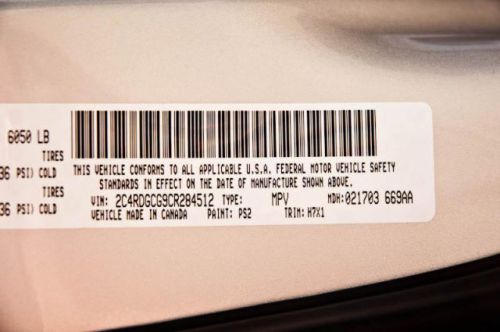 6050 LB
TIRES
36 PSI) COLD
TIRES
36 PSI) COLD
THIS VEHICLE CONFORMS TO ALL APPLICABLE U.S.A. FEDERAL MOTOR VEHICLE SAFETY
STANDARDS IN EFFECT ON THE DATE OF MANUFACTURE SHOWN ABOVE.
VIN: 2C4RDGCG9CR284512 TYPE: MPV MDH: 021703 669AA
VEHICLE MADE IN CANADA PAINT: PS2 TRIM: H7X1